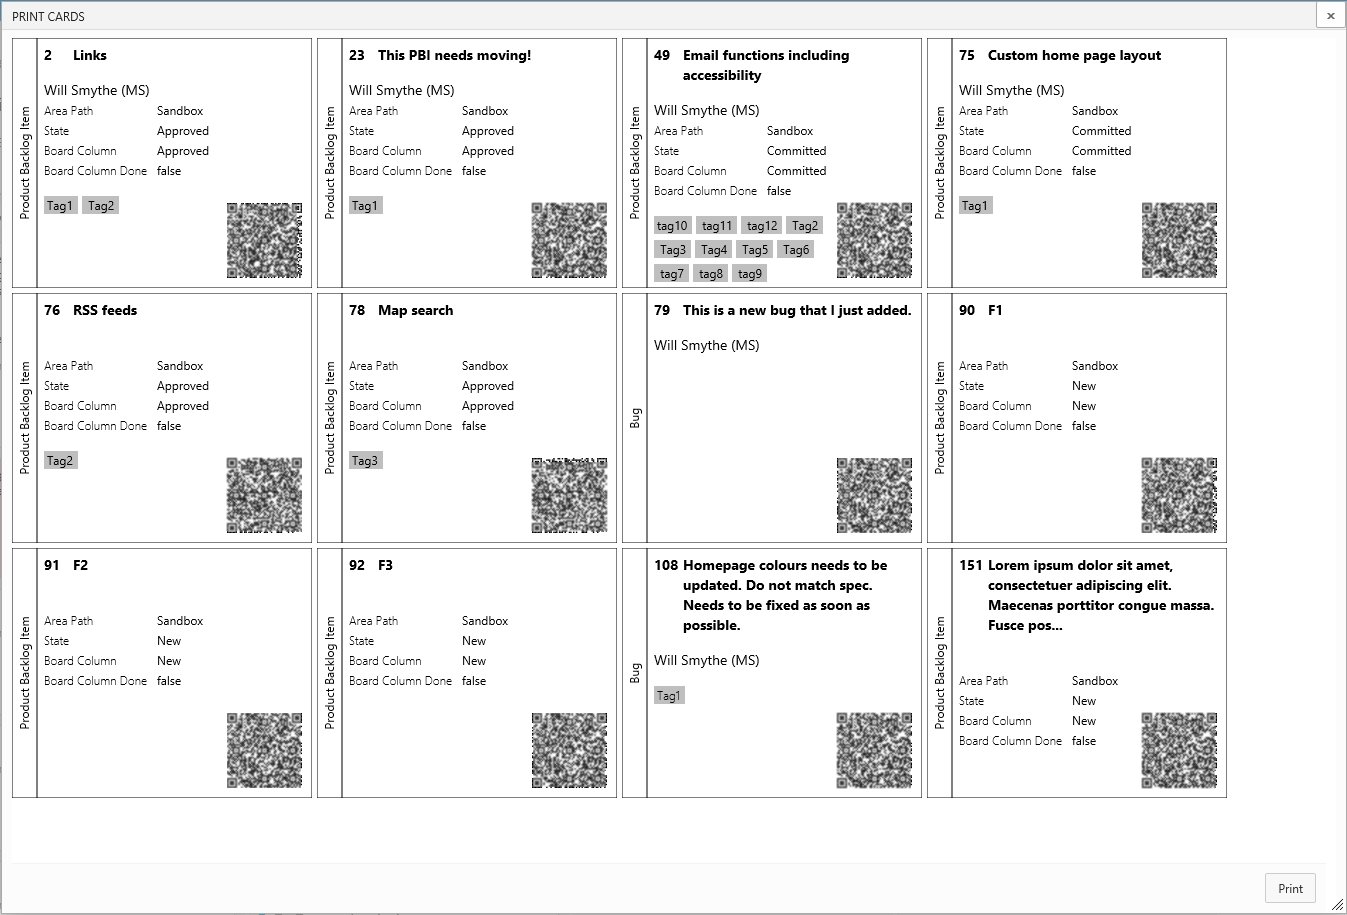 PRINT CARDS
Product Backlog Item
2 Links
Will Smythe (MS)
Area Path Sandbox
State Approved
Board Column Approved
Board Column Done false
Tag1 Tag2
Product Backlog Item
23 This PBI needs moving!
Will Smythe (MS)
Area Path Sandbox
State Approved
Board Column Approved
Board Column Done false
Tag1
Product Backlog Item
49 Email functions including
accessibility
Will Smythe (MS)
Area Path Sandbox
State Committed
Board Column Committed
Board Column Done false
tag10 tag11 tag12 Tag2
Tag3 Tag4 Tag5 Tag6
tag7 tag8 tag9
Product Backlog Item
75 Custom home page layout
Will Smythe (MS)
Area Path Sandbox
State Committed
Board Column Committed
Board Column Done false
Tag1
Product Backlog Item
76 RSS feeds
Area Path Sandbox
State Approved
Board Column Approved
Board Column Done false
Tag2
Product Backlog Item
78 Map search
Area Path Sandbox
State Approved
Board Column Approved
Board Column Done false
Tag3
Bug
79 This is a new bug that I just added.
Will Smythe (MS)
Product Backlog Item
90 F1
Area Path Sandbox
State New
Board Column New
Board Column Done false
Product Backlog Item
91 F2
Area Path Sandbox
State New
Board Column New
Board Column Done false
Product Backlog Item
92 F3
Area Path Sandbox
State New
Board Column New
Board Column Done false
Bug
108 Homepage colours needs to be
updated. Do not match spec.
Needs to be fixed as soon as
possible.
Will Smythe (MS)
Tag1
Product Backlog Item
151 Lorem ipsum dolor sit amet,
consectetuer adipiscing elit.
Maecenas porttitor congue massa.
Fusce pos...
Area Path Sandbox
State New
Board Column New
Board Column Done false
Print